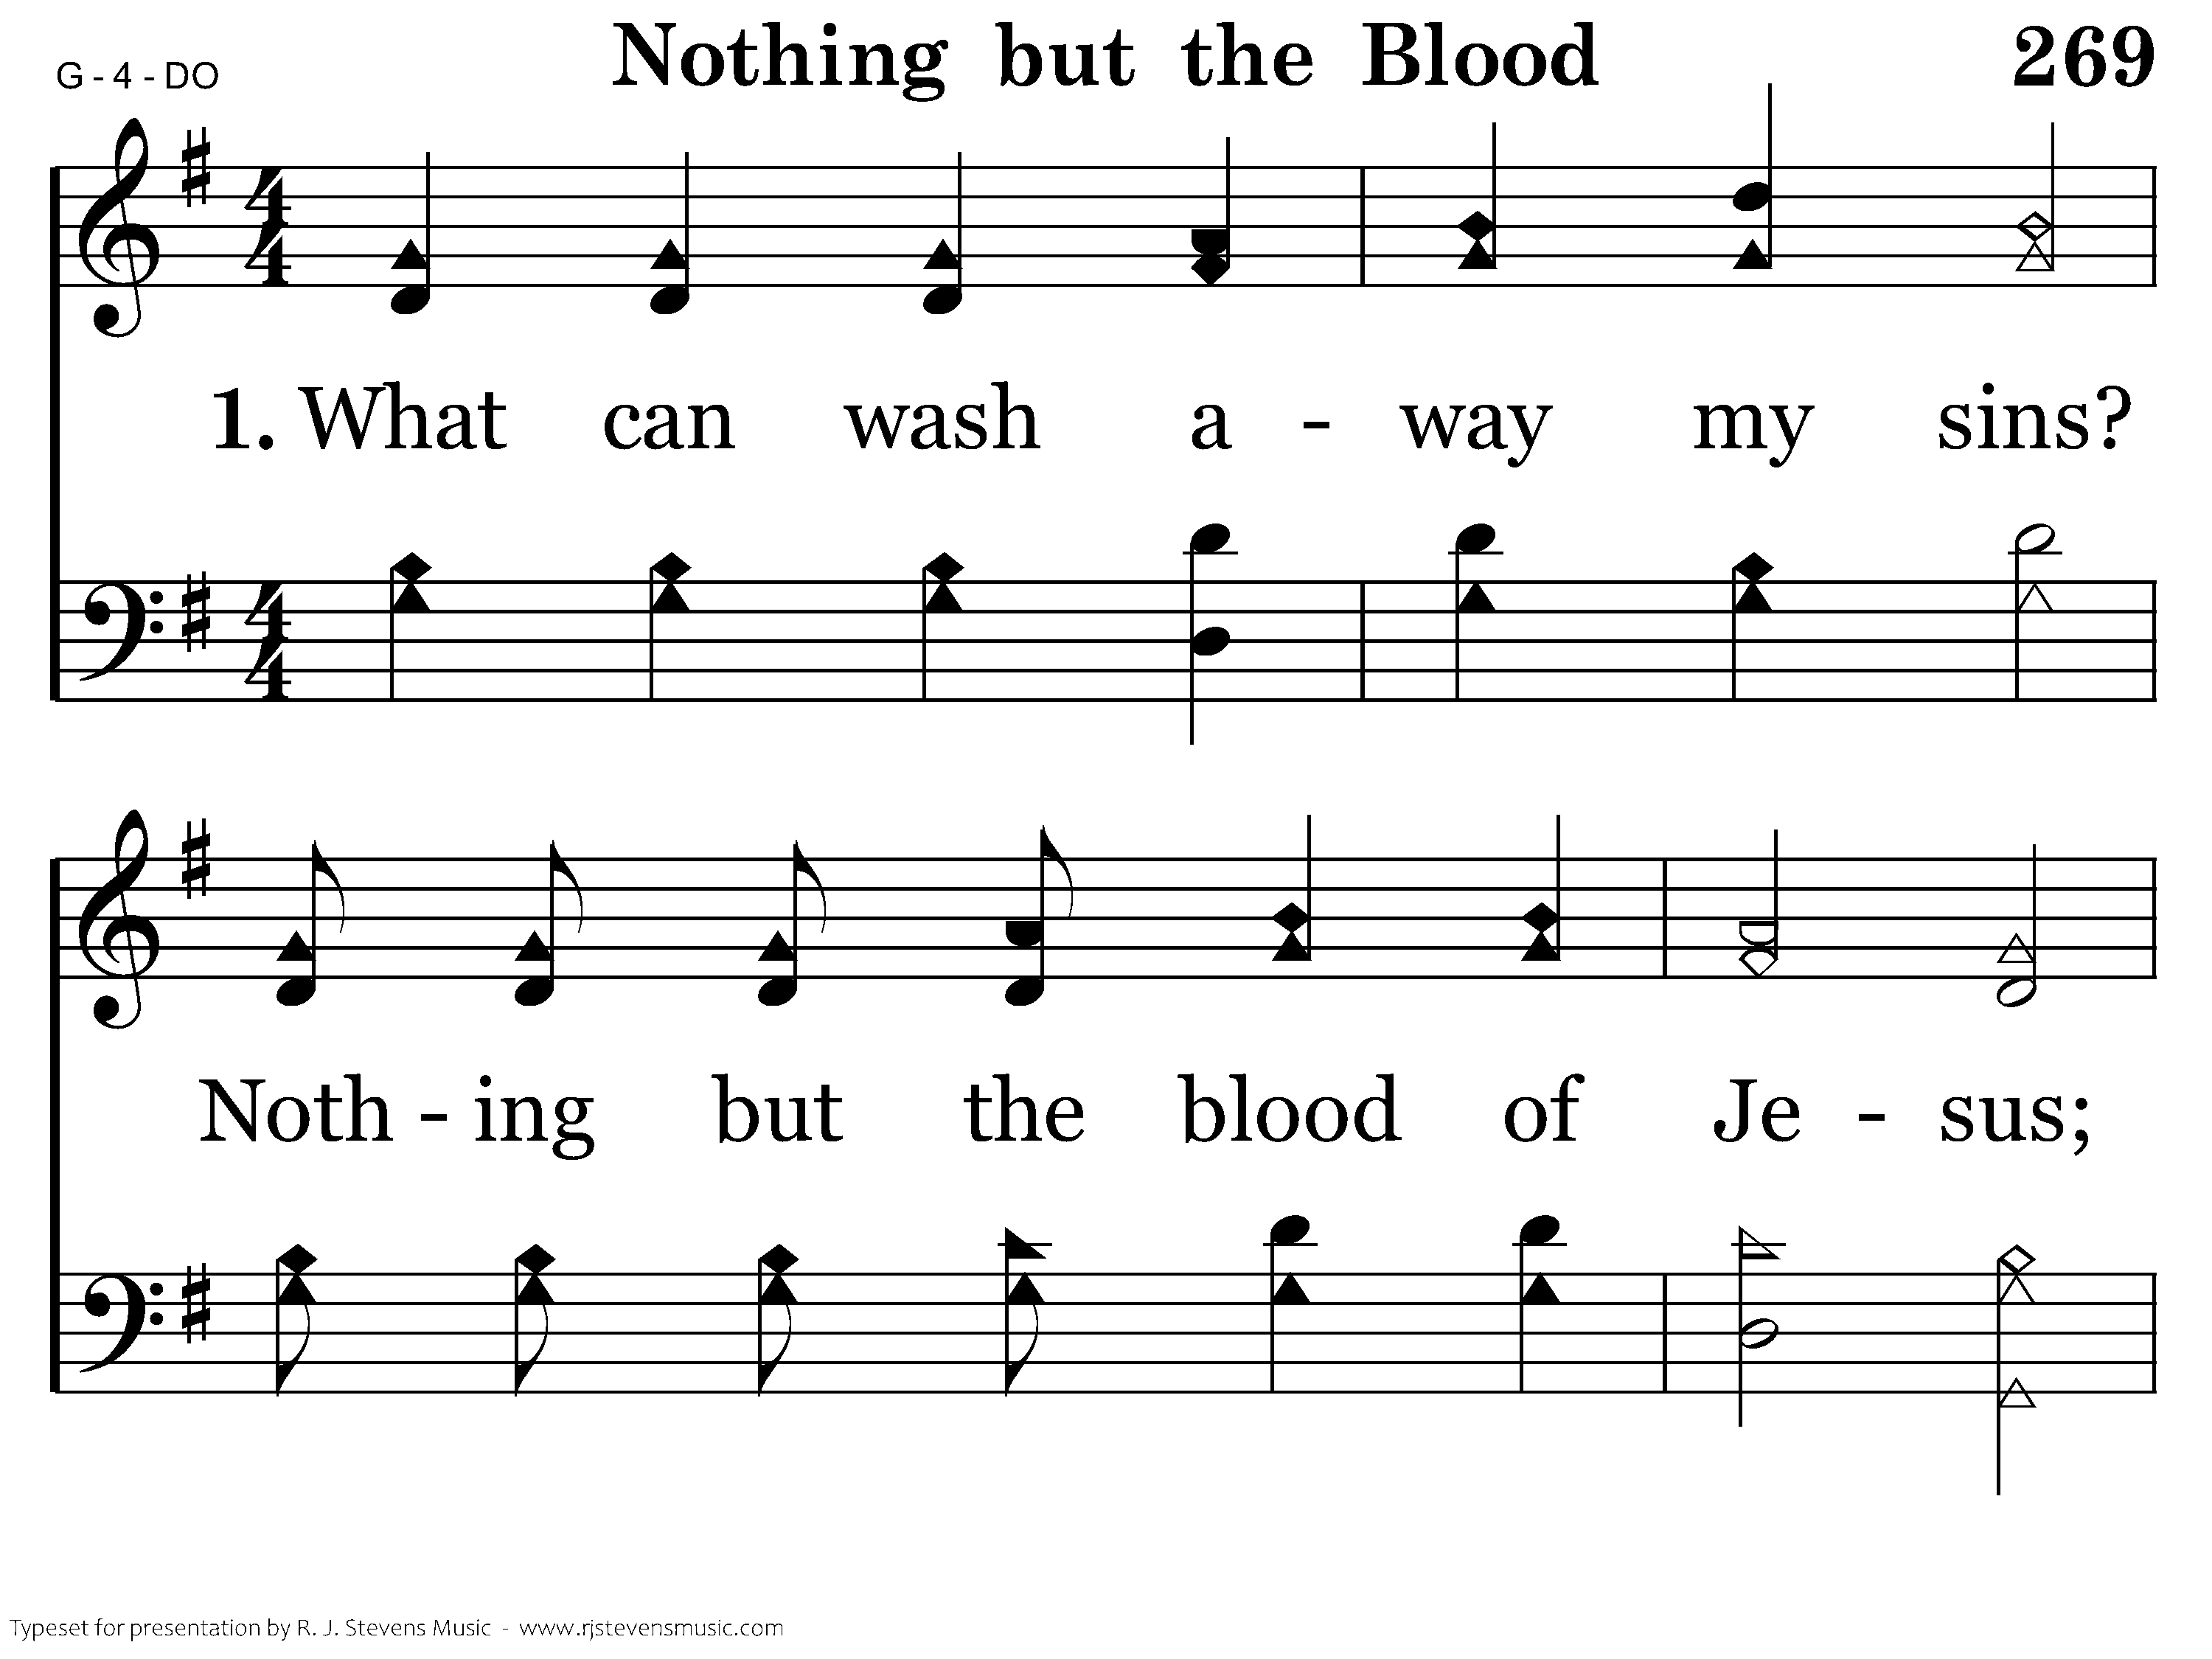 G - 4 - DO Nothing but the Blood 269
1. What can wash a - way my sins?
Noth - ing but the blood of Je - sus;
Typeset for presentation by R. J. Stevens Music - www.rjstevensmusic.com